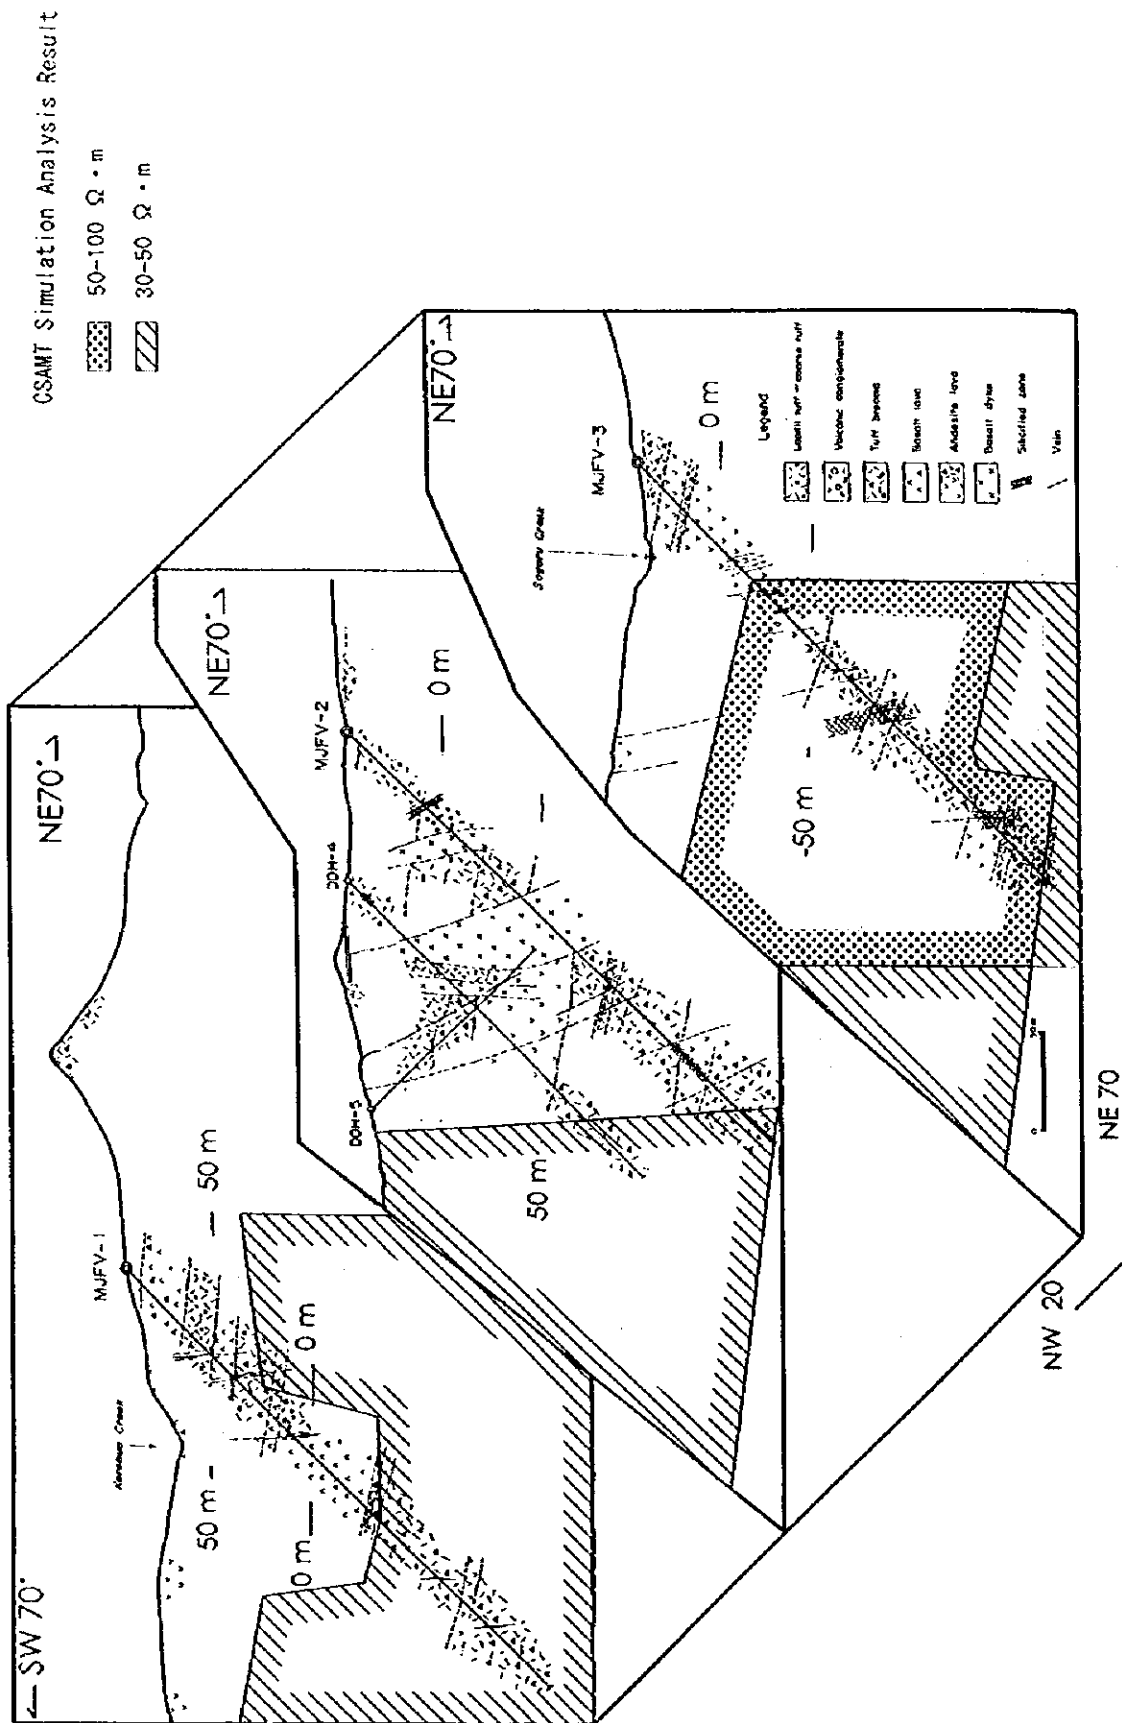 CSAMT Simulation Analysis Result
50-100 Ω・m
30-50 Ω・m
← SW 70°
NE70°
MJFV-1
Creek
50 m
50 m
0 m
0 m
NE70°
MJFV-2
DDH-4
DDH-5
0 m
50 m
NE70°
MJFV-3
Creek
0 m
-50 m
Legend
Lapilli tuff - coarse tuff
Volcanic conglomerate
Tuff breccia
Basalt lava
Andesite lava
Basalt dyke
Silicified zone
Vein
NW 20
NE 70